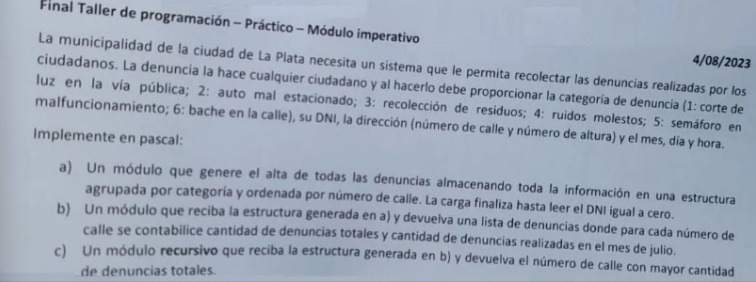 Final Taller de programación – Práctico – Módulo imperativo
4/08/2023
La municipalidad de la ciudad de La Plata necesita un sistema que le permita recolectar las denuncias realizadas por los
ciudadanos. La denuncia la hace cualquier ciudadano y al hacerlo debe proporcionar la categoría de denuncia (1: corte de
luz en la vía pública; 2: auto mal estacionado; 3: recolección de residuos; 4: ruidos molestos; 5: semáforo en
malfuncionamiento; 6: bache en la calle), su DNI, la dirección (número de calle y número de altura) y el mes, día y hora.
Implemente en pascal:
a) Un módulo que genere el alta de todas las denuncias almacenando toda la información en una estructura
agrupada por categoría y ordenada por número de calle. La carga finaliza hasta leer el DNI igual a cero.
b) Un módulo que reciba la estructura generada en a) y devuelva una lista de denuncias donde para cada número de
calle se contabilice cantidad de denuncias totales y cantidad de denuncias realizadas en el mes de julio.
c) Un módulo recursivo que reciba la estructura generada en b) y devuelva el número de calle con mayor cantidad
de denuncias totales.